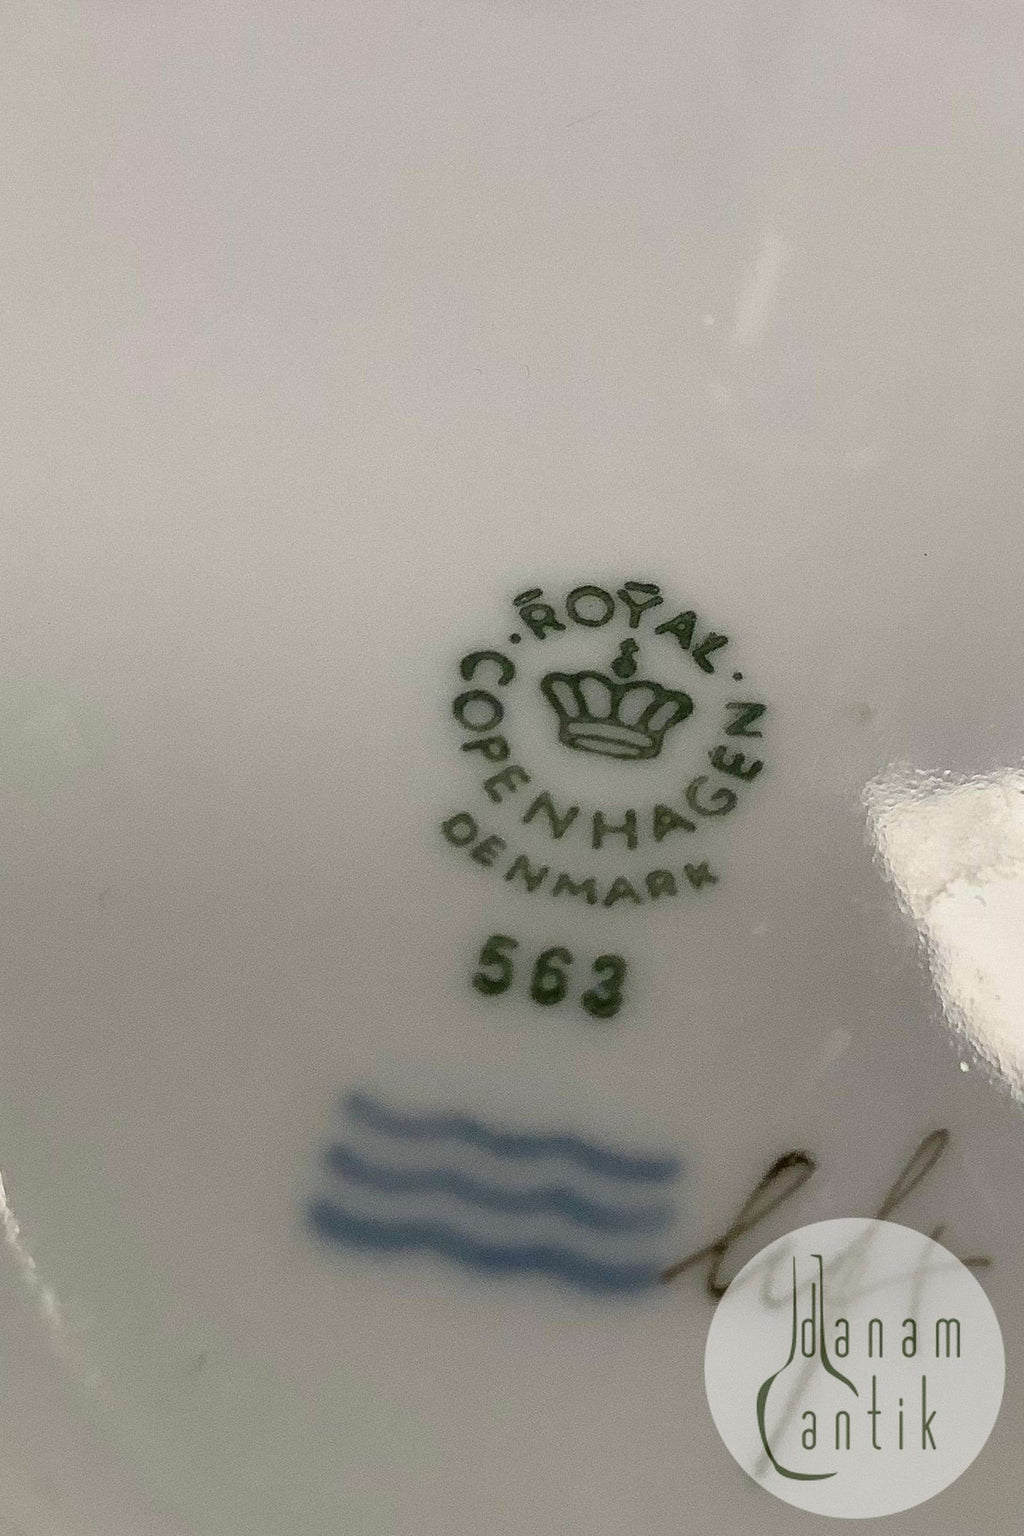 ROYAL
COPENHAGEN
DENMARK
563
danam
antik